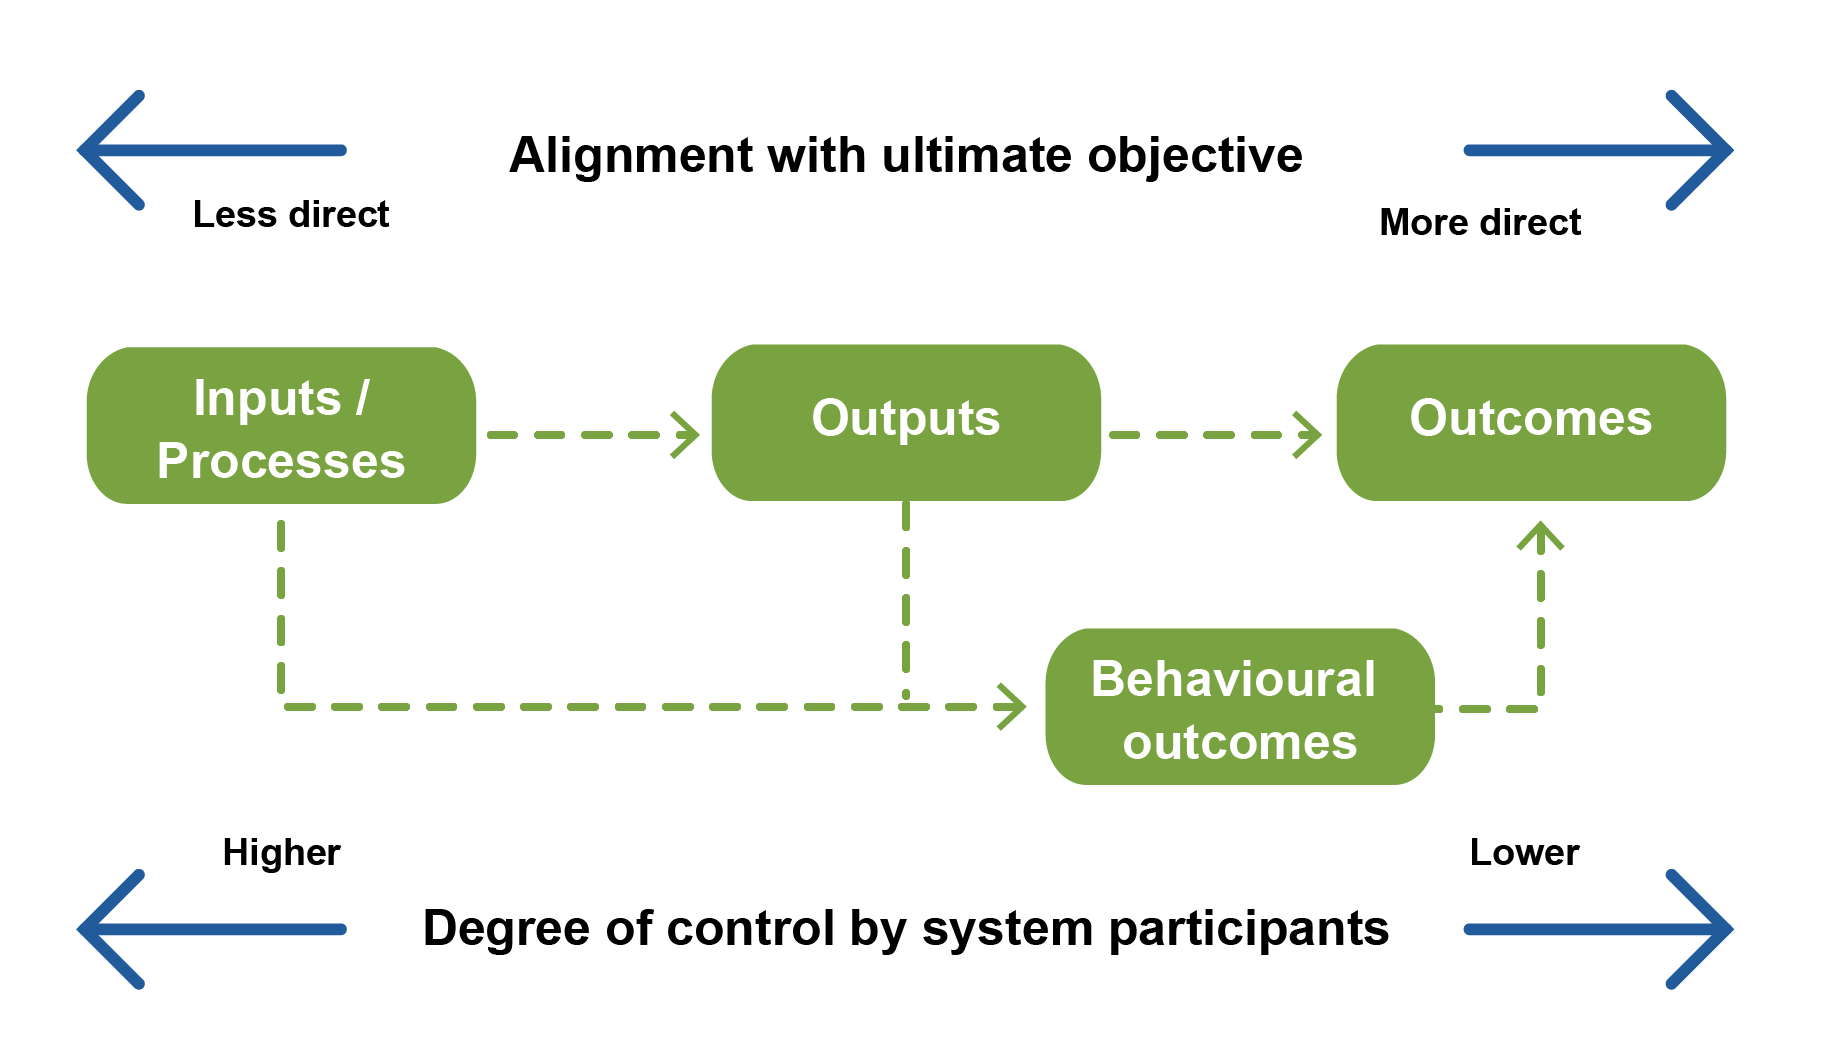 Alignment with ultimate objective
Less direct
More direct
Inputs /
Processes
Outputs
Outcomes
Behavioural
outcomes
Higher
Lower
Degree of control by system participants